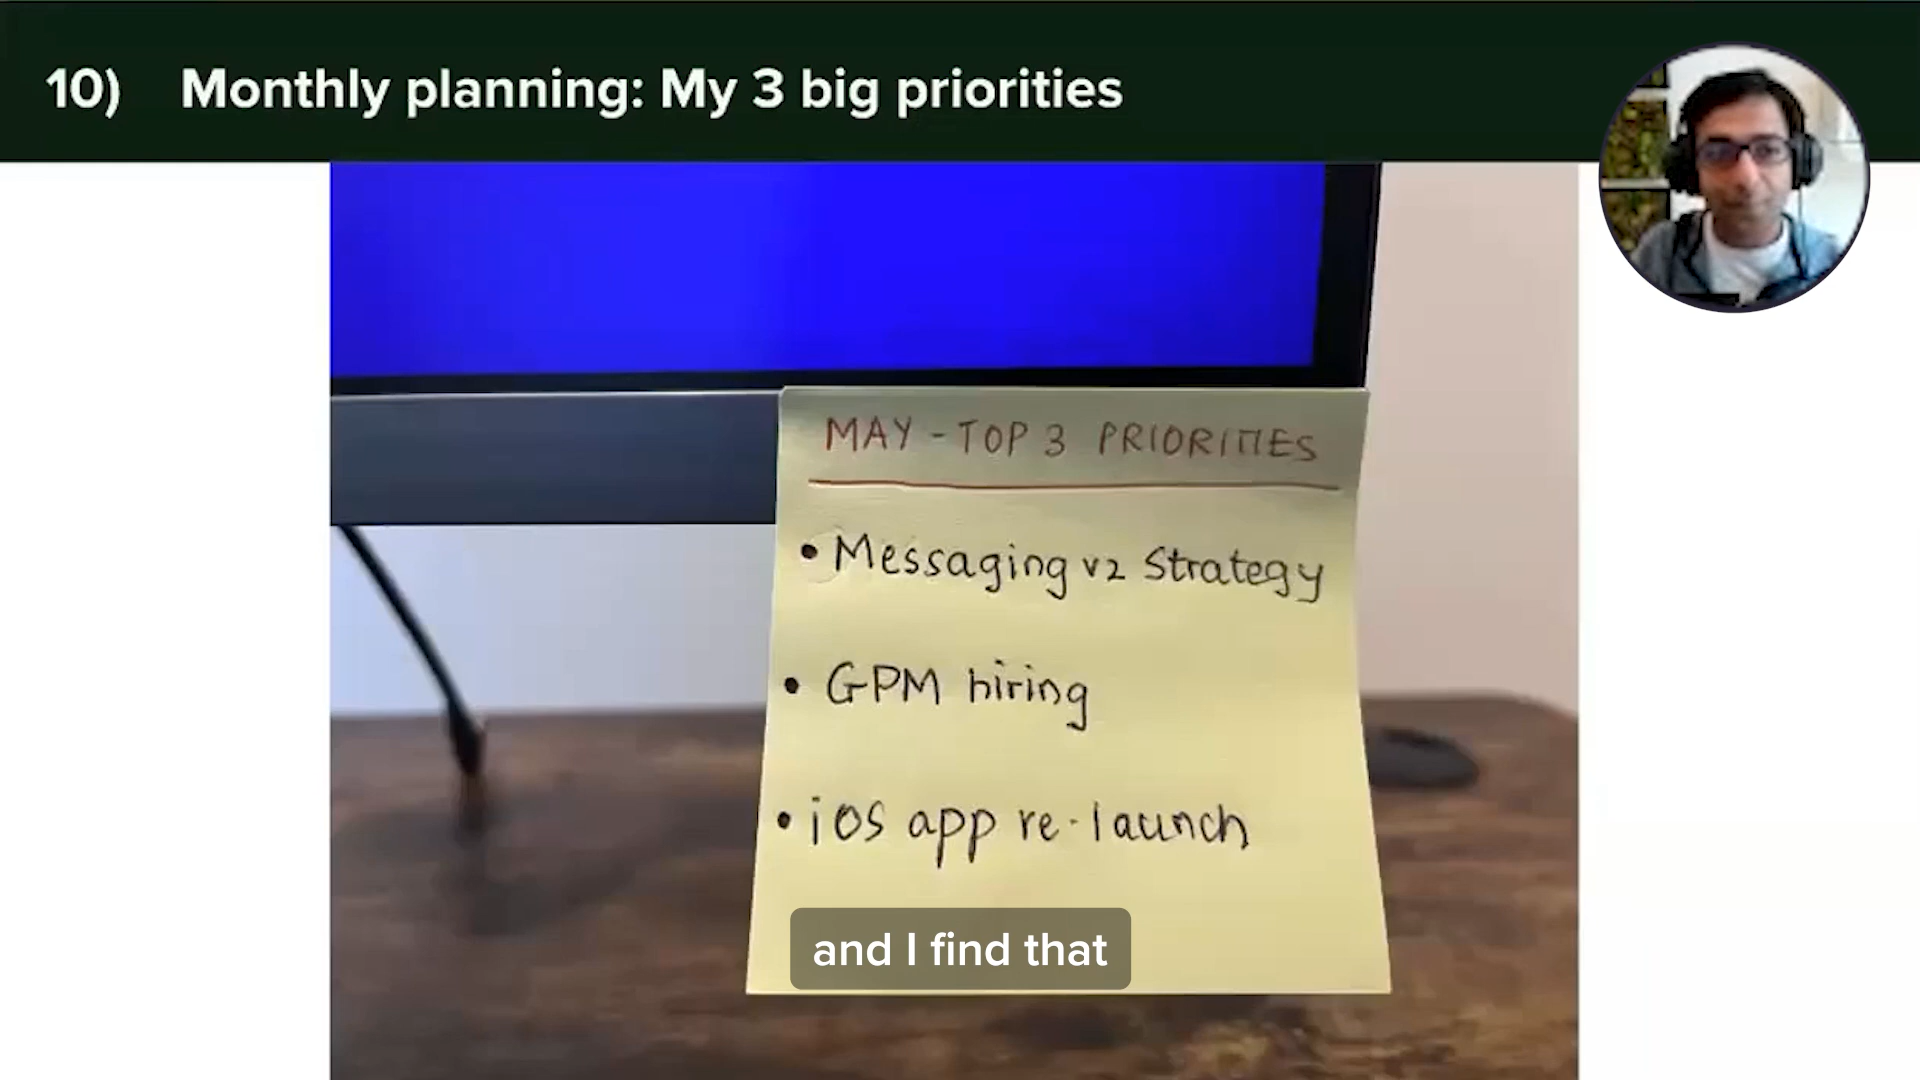 10) Monthly planning: My 3 big priorities
MAY - TOP 3 PRIORITIES
• Messaging v2 Strategy
• GPM hiring
• iOS app re-launch
and I find that